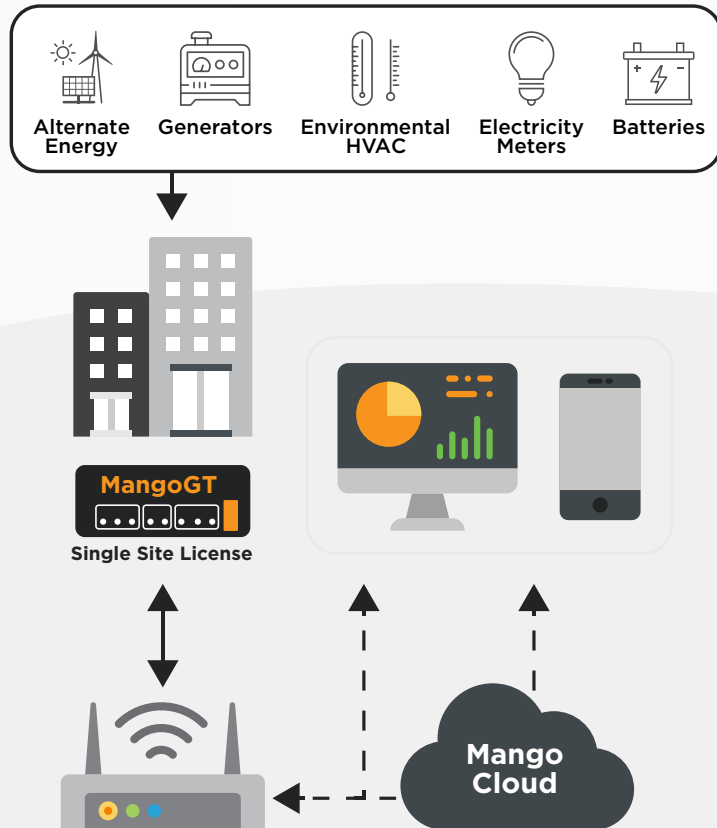 Alternate
Energy
Generators
Environmental
HVAC
Electricity
Meters
Batteries
MangoGT
Single Site License
Mango
Cloud